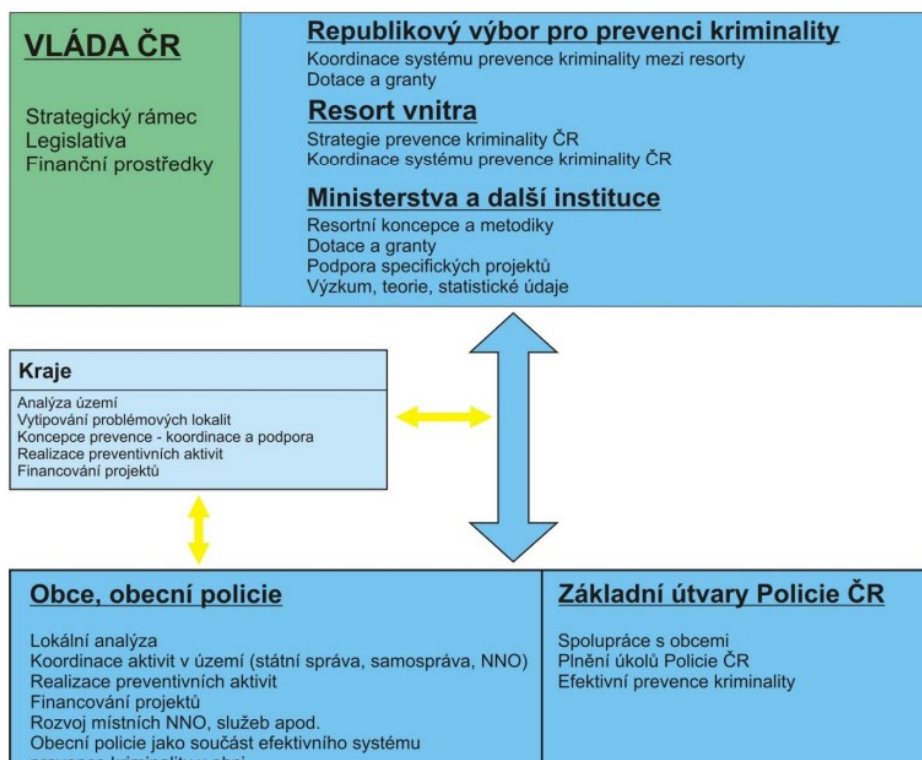 VLÁDA ČR
Strategický rámec
Legislativa
Finanční prostředky
Republikový výbor pro prevenci kriminality
Koordinace systému prevence kriminality mezi resorty
Dotace a granty
Resort vnitra
Strategie prevence kriminality ČR
Koordinace systému prevence kriminality ČR
Ministerstva a další instituce
Resortní koncepce a metodiky
Dotace a granty
Podpora specifických projektů
Výzkum, teorie, statistické údaje
Kraje
Analýza území
Vytipování problémových lokalit
Koncepce prevence - koordinace a podpora
Realizace preventivních aktivit
Financování projektů
Obce, obecní policie
Lokální analýza
Koordinace aktivit v území (státní správa, samospráva, NNO)
Realizace preventivních aktivit
Financování projektů
Rozvoj místních NNO, služeb apod.
Obecní policie jako součást efektivního systému
prevence kriminality v obci
Základní útvary Policie ČR
Spolupráce s obcemi
Plnění úkolů Policie ČR
Efektivní prevence kriminality